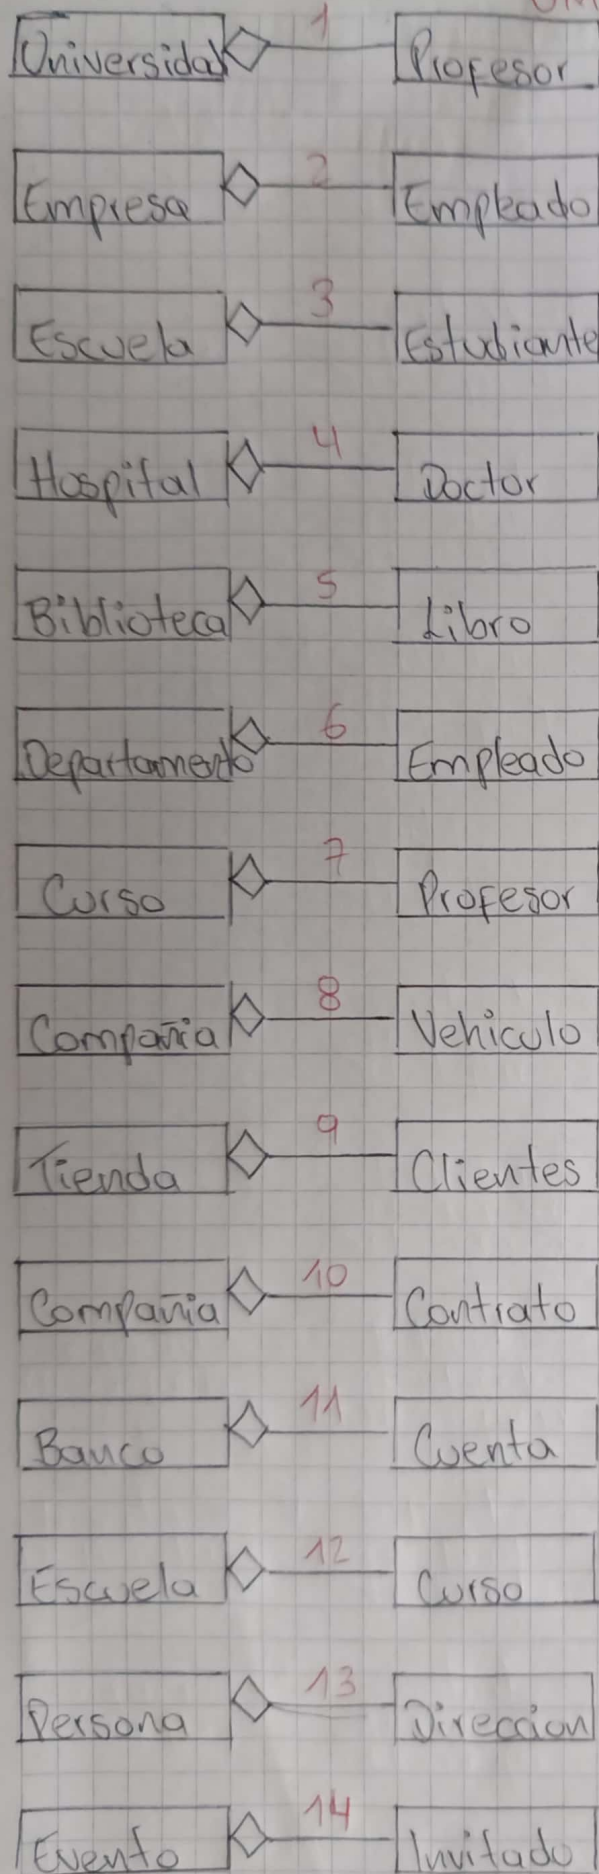 1
Universidad Profesor
2
Empresa Empleado
3
Escuela Estudiante
4
Hospital Doctor
5
Biblioteca Libro
6
Departamento Empleado
7
Curso Profesor
8
Compañia Vehiculo
9
Tienda Clientes
10
Compañia Contrato
11
Banco Cuenta
12
Escuela Curso
13
Persona Direccion
14
Evento Invitado